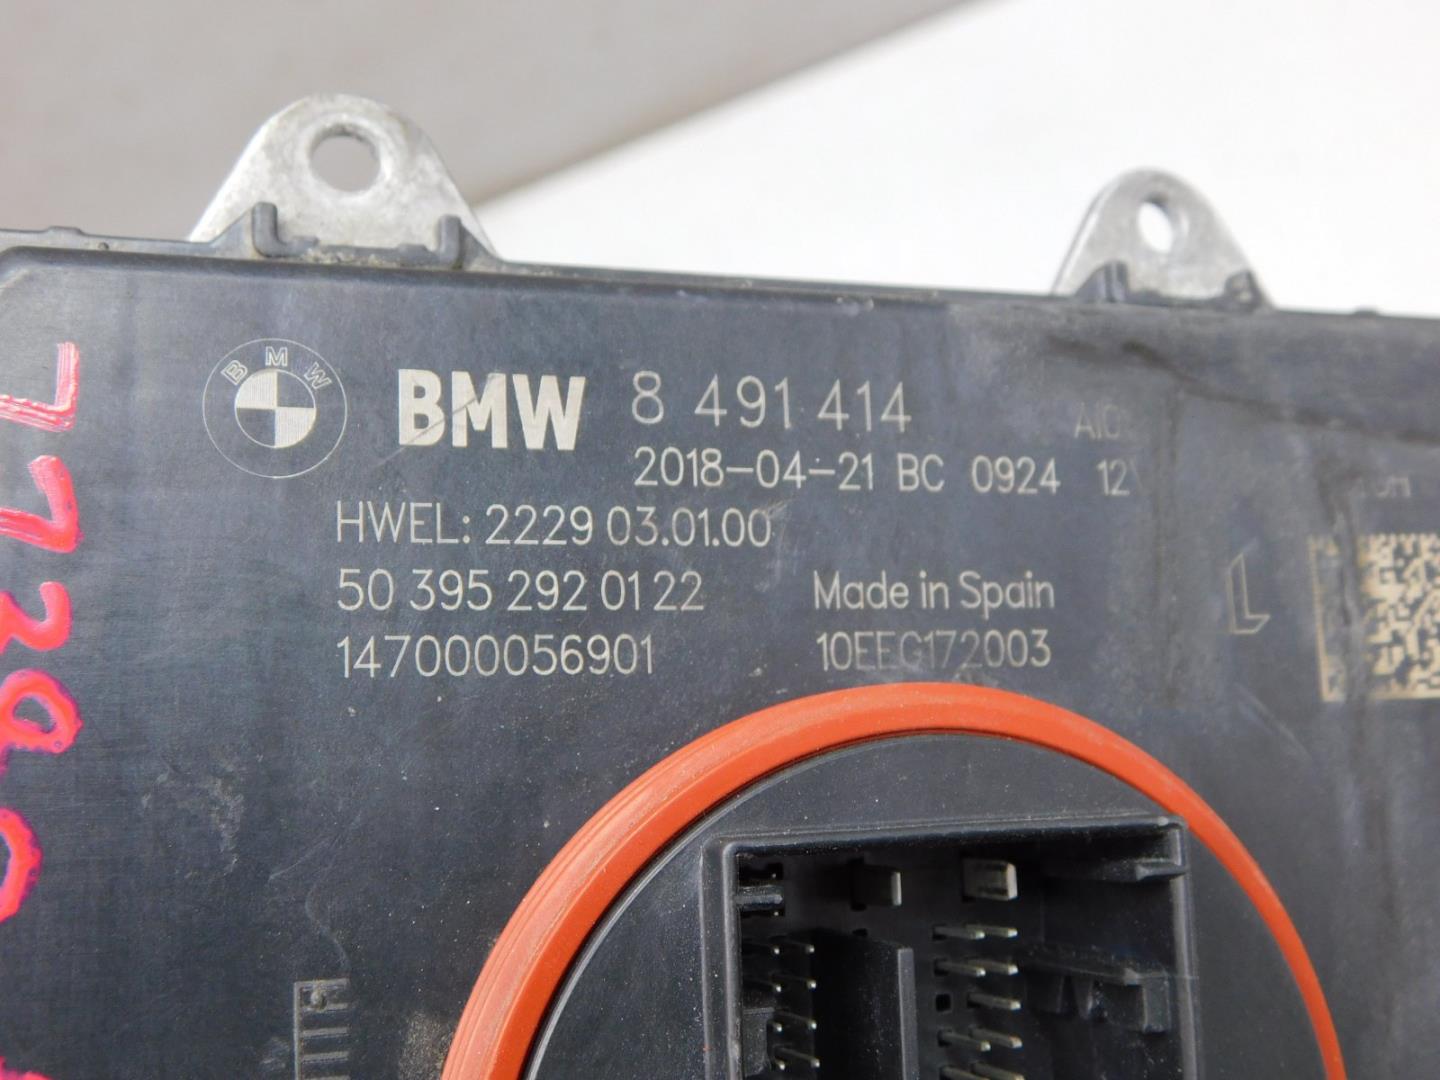 BMW
BMW 8 491 414
2018-04-21 BC 0924 12V
HWEL: 2229 03.01.00
50 395 292 01 22 Made in Spain
147000056901 10EEG172003
L